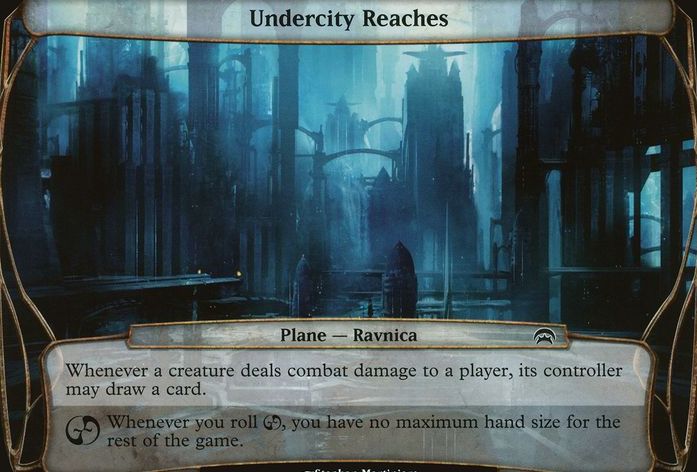 Undercity Reaches
Plane — Ravnica
Whenever a creature deals combat damage to a player, its controller
may draw a card.
Whenever you roll , you have no maximum hand size for the
rest of the game.